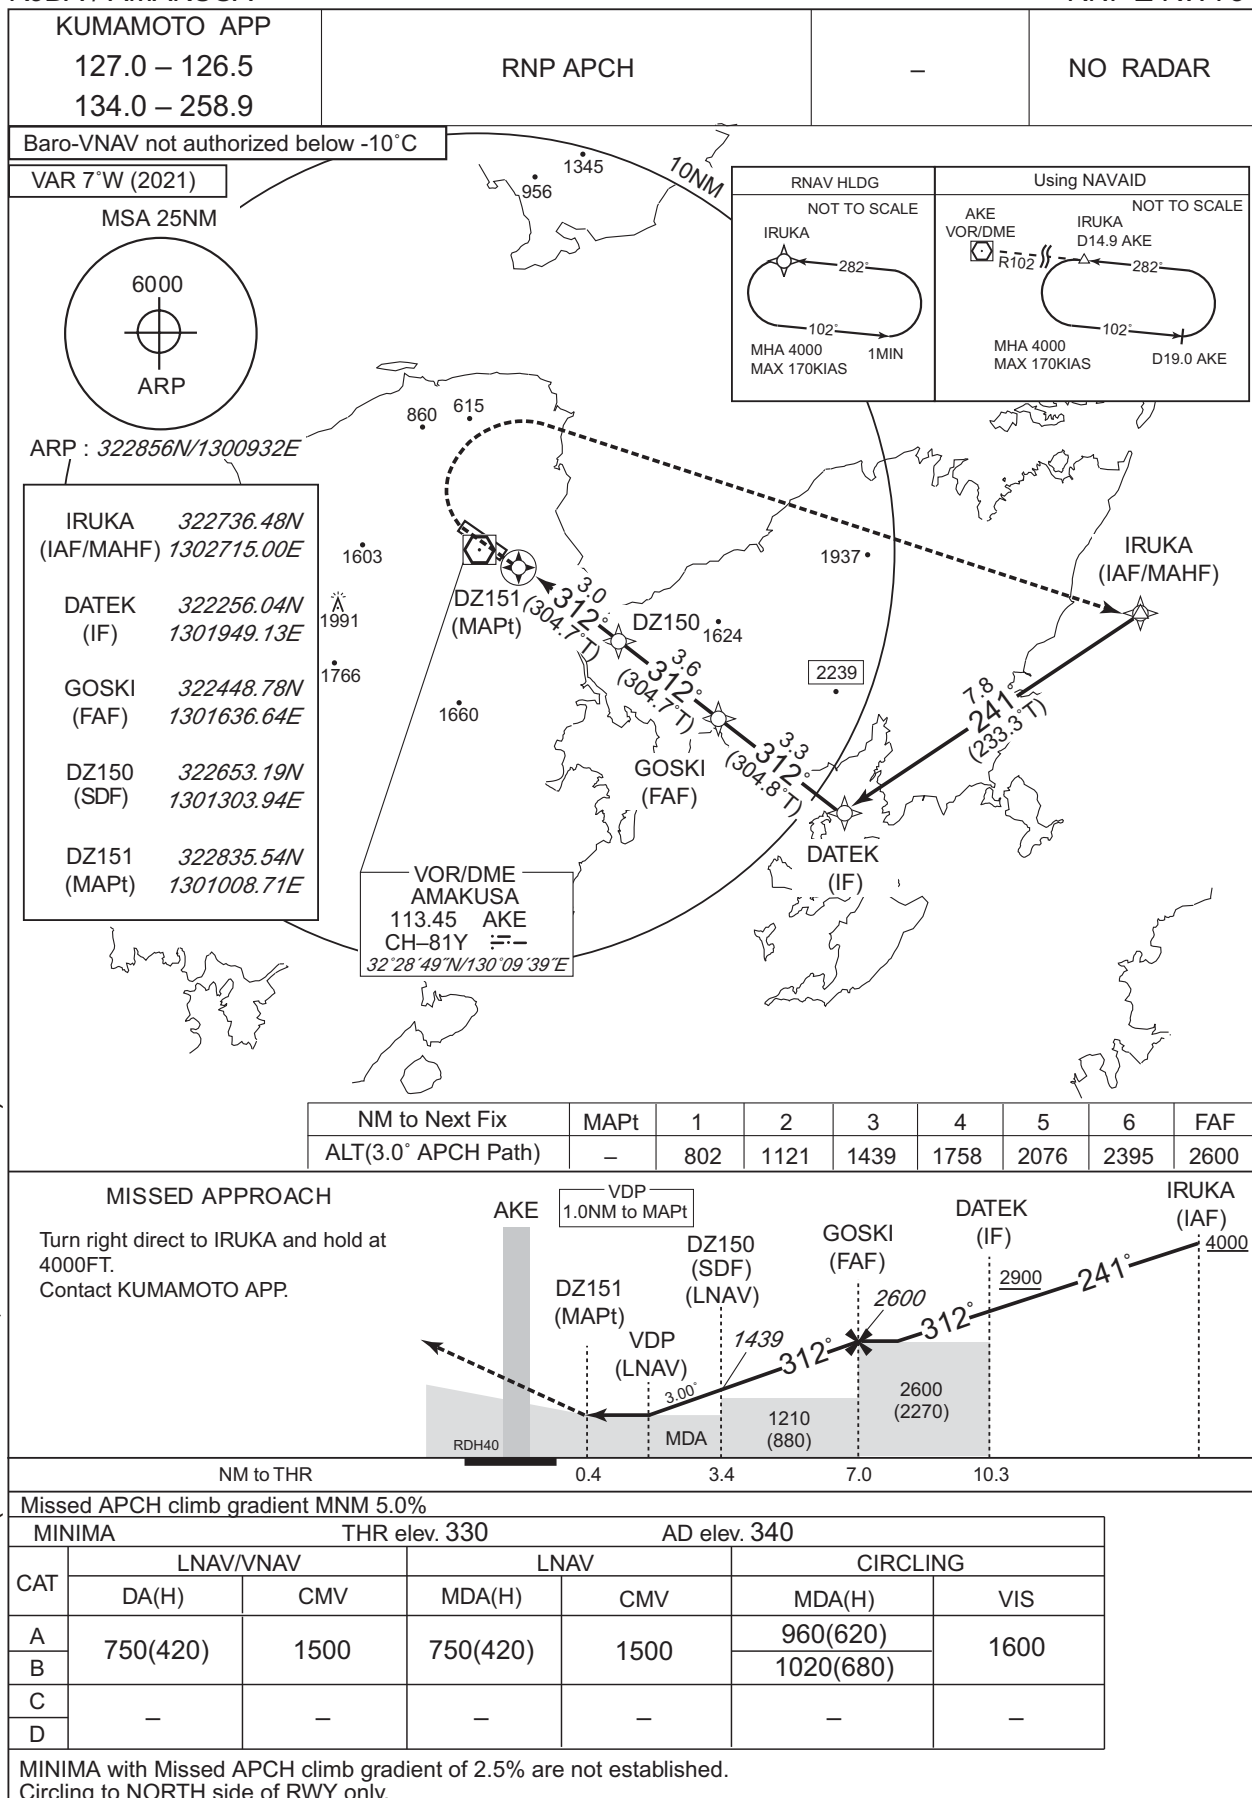 KUMAMOTO APP
127.0 – 126.5
134.0 – 258.9
RNP APCH
–
NO RADAR
Baro-VNAV not authorized below -10˚C
VAR 7˚W (2021)
MSA 25NM
6000
ARP
ARP : 322856N/1300932E
IRUKA 322736.48N
(IAF/MAHF) 1302715.00E
DATEK 322256.04N
(IF) 1301949.13E
GOSKI 322448.78N
(FAF) 1301636.64E
DZ150 322653.19N
(SDF) 1301303.94E
DZ151 322835.54N
(MAPt) 1301008.71E
10NM
1345
956
860
615
1603
1991
1766
1660
1624
1937
2239
RNAV HLDG
NOT TO SCALE
IRUKA
282˚
102˚
MHA 4000
MAX 170KIAS
1MIN
Using NAVAID
NOT TO SCALE
AKE
VOR/DME
R102
IRUKA
D14.9 AKE
282˚
102˚
MHA 4000
MAX 170KIAS
D19.0 AKE
IRUKA
(IAF/MAHF)
7.8
241˚
(233.3˚T)
DATEK
(IF)
3.3
312˚
(304.8˚T)
GOSKI
(FAF)
3.6
312˚
(304.7˚T)
DZ150
3.0
312˚
(304.7˚T)
DZ151
(MAPt)
VOR/DME
AMAKUSA
113.45 AKE
CH–81Y
32˚28´49˝N/130˚09´39˝E
NM to Next Fix MAPt 1 2 3 4 5 6 FAF
ALT(3.0˚ APCH Path) – 802 1121 1439 1758 2076 2395 2600
MISSED APPROACH
Turn right direct to IRUKA and hold at
4000FT.
Contact KUMAMOTO APP.
AKE
VDP
1.0NM to MAPt
DZ151
(MAPt)
VDP
(LNAV)
DZ150
(SDF)
(LNAV)
GOSKI
(FAF)
DATEK
(IF)
IRUKA
(IAF)
4000
2900
241˚
2600
312˚
1439
312˚
3.00˚
2600
(2270)
1210
(880)
MDA
RDH40
NM to THR 0.4 3.4 7.0 10.3
Missed APCH climb gradient MNM 5.0%
MINIMA THR elev. 330 AD elev. 340
CAT LNAV/VNAV LNAV CIRCLING
DA(H) CMV MDA(H) CMV MDA(H) VIS
A 750(420) 1500 750(420) 1500 960(620) 1600
B 1020(680)
C – – – – – –
D
MINIMA with Missed APCH climb gradient of 2.5% are not established.
Circling to NORTH side of RWY only.